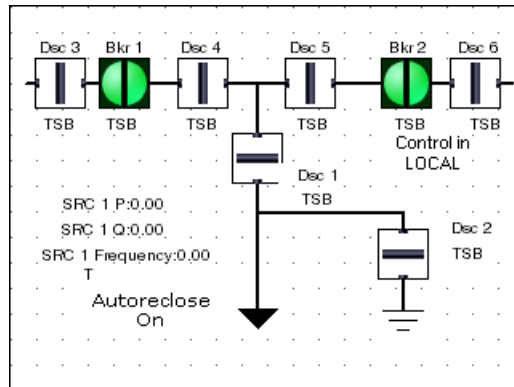 Dsc 3 Bkr 1 Dsc 4 Dsc 5 Bkr 2 Dsc 6
TSB TSB TSB TSB TSB TSB
Control in
LOCAL
Dsc 1
TSB
SRC 1 P:0.00
SRC 1 Q:0.00
SRC 1 Frequency:0.00
T
Dsc 2
TSB
Autoreclose
On